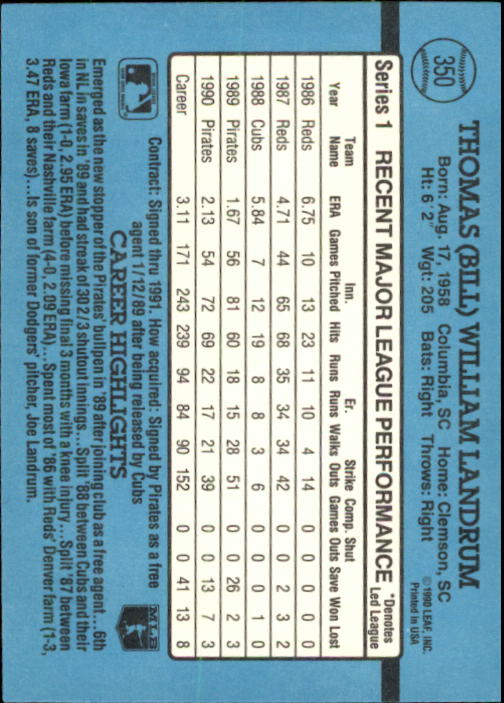 350
THOMAS (BILL) WILLIAM LANDRUM
Born: Aug. 17, 1958 Columbia, SC Home: Clemson, SC
Ht: 6' 2" Wgt: 205 Bats: Right Throws: Right
© 1990 LEAF, INC.
Printed in USA
Series 1 RECENT MAJOR LEAGUE PERFORMANCE *Denotes Led League
Year Team Name ERA Games Inn. Pitched Hits Runs Er. Runs Walks Strike Outs Comp. Games Shut Outs Save Won Lost
1986 Reds 6.75 10 13 23 11 10 4 14 0 0 0 0 0
1987 Reds 4.71 44 65 68 35 34 34 42 0 0 2 3 2
1988 Cubs 5.84 7 12 19 8 8 3 6 0 0 0 1 0
1989 Pirates 1.67 56 81 60 18 15 28 51 0 0 26 2 3
1990 Pirates 2.13 54 72 69 22 17 21 39 0 0 13 7 3
Career 3.11 171 243 239 94 84 90 152 0 0 41 13 8
Contract: Signed thru 1991. How acquired: Signed by Pirates as a free
agent 1/12/89 after being released by Cubs
MLB
CAREER HIGHLIGHTS
Emerged as the new stopper of the Pirates' bullpen in '89 after joining club as a free agent...6th
in NL in saves in '89 and had streak of 30 2/3 shutout innings...Split '88 between Cubs and their
Iowa farm (1-0, 2.95 ERA) before missing final 3 months with a knee injury...Split '87 between
Reds and their Nashville farm (4-0, 2.09 ERA)...Spent most of '86 with Reds' Denver farm (1-3,
3.47 ERA, 8 saves)...Is son of former Dodgers' pitcher, Joe Landrum.